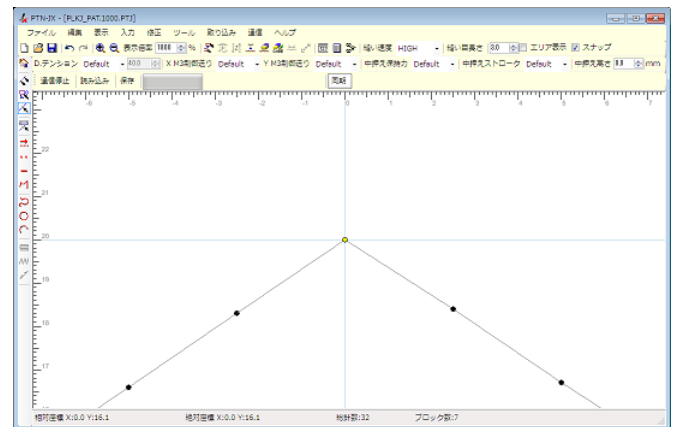 PTN-JX - [PLKJ_PAT.1000.PTJ]
ファイル 編集 表示 入力 修正 ツール 取り込み 通信 ヘルプ
表示倍率 1000 % 縫い速度 HIGH 縫い目長さ 3.0 エリア表示 スナップ
D.テンション Default 40.0 X M3制御送り Default Y M3制御送り Default 中押え保持力 Default 中押えストローク Default 中押え高さ mm
通信停止 読み込み 保存 同期
-6 -5 -4 -3 -2 -1 0 1 2 3 4 5 6 7
22
21
20
19
18
17
相対座標 X:0.0 Y:16.1 絶対座標 X:0.0 Y:16.1 総針数:32 ブロック数:7